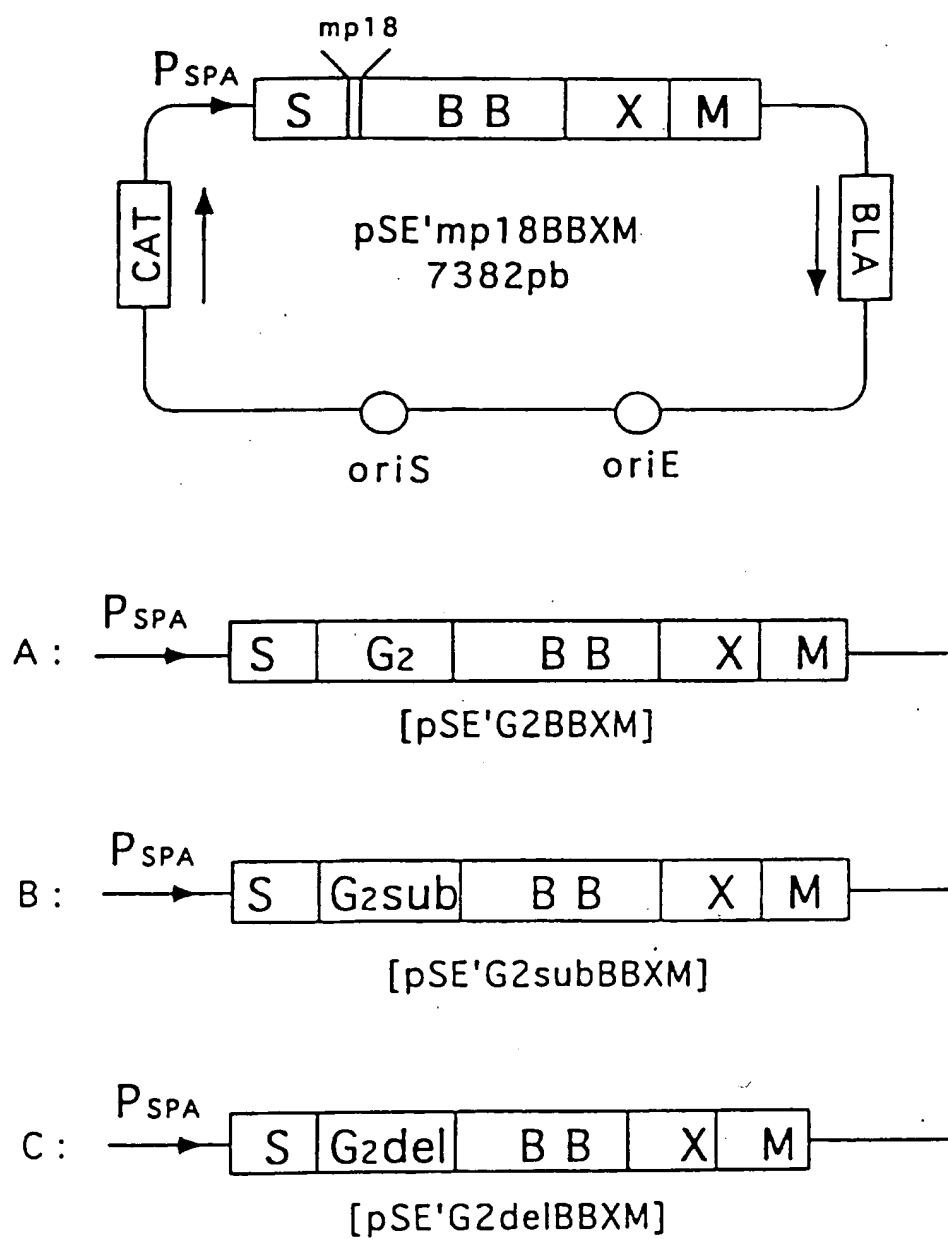 mp18
PSPA
S BB X M
CAT
BLA
pSE'mp18BBXM
7382pb
oriS
oriE
PSPA
A: S G2 BB X M
[pSE'G2BBXM]
PSPA
B: S G2sub BB X M
[pSE'G2subBBXM]
PSPA
C: S G2del BB X M
[pSE'G2delBBXM]